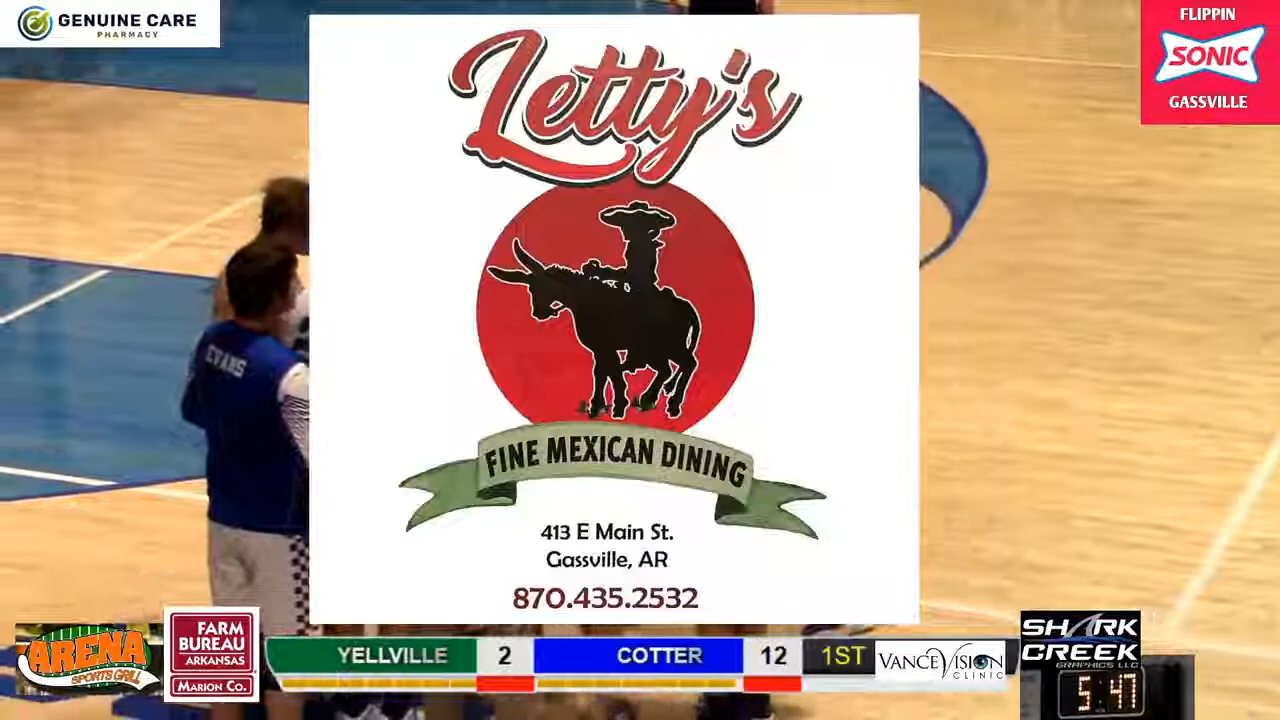 GENUINE CARE
PHARMACY
FLIPPIN
SONIC
GASSVILLE
Letty's
EVANS
FINE MEXICAN DINING
413 E Main St.
Gassville, AR
870.435.2532
ARENA
SPORTS GRILL
FARM
BUREAU
ARKANSAS
MARION CO.
YELLVILLE 2 COTTER 12 1ST
VANCEVISION
CLINIC
SHARK
CREEK
GRAPHICS LLC
5:47